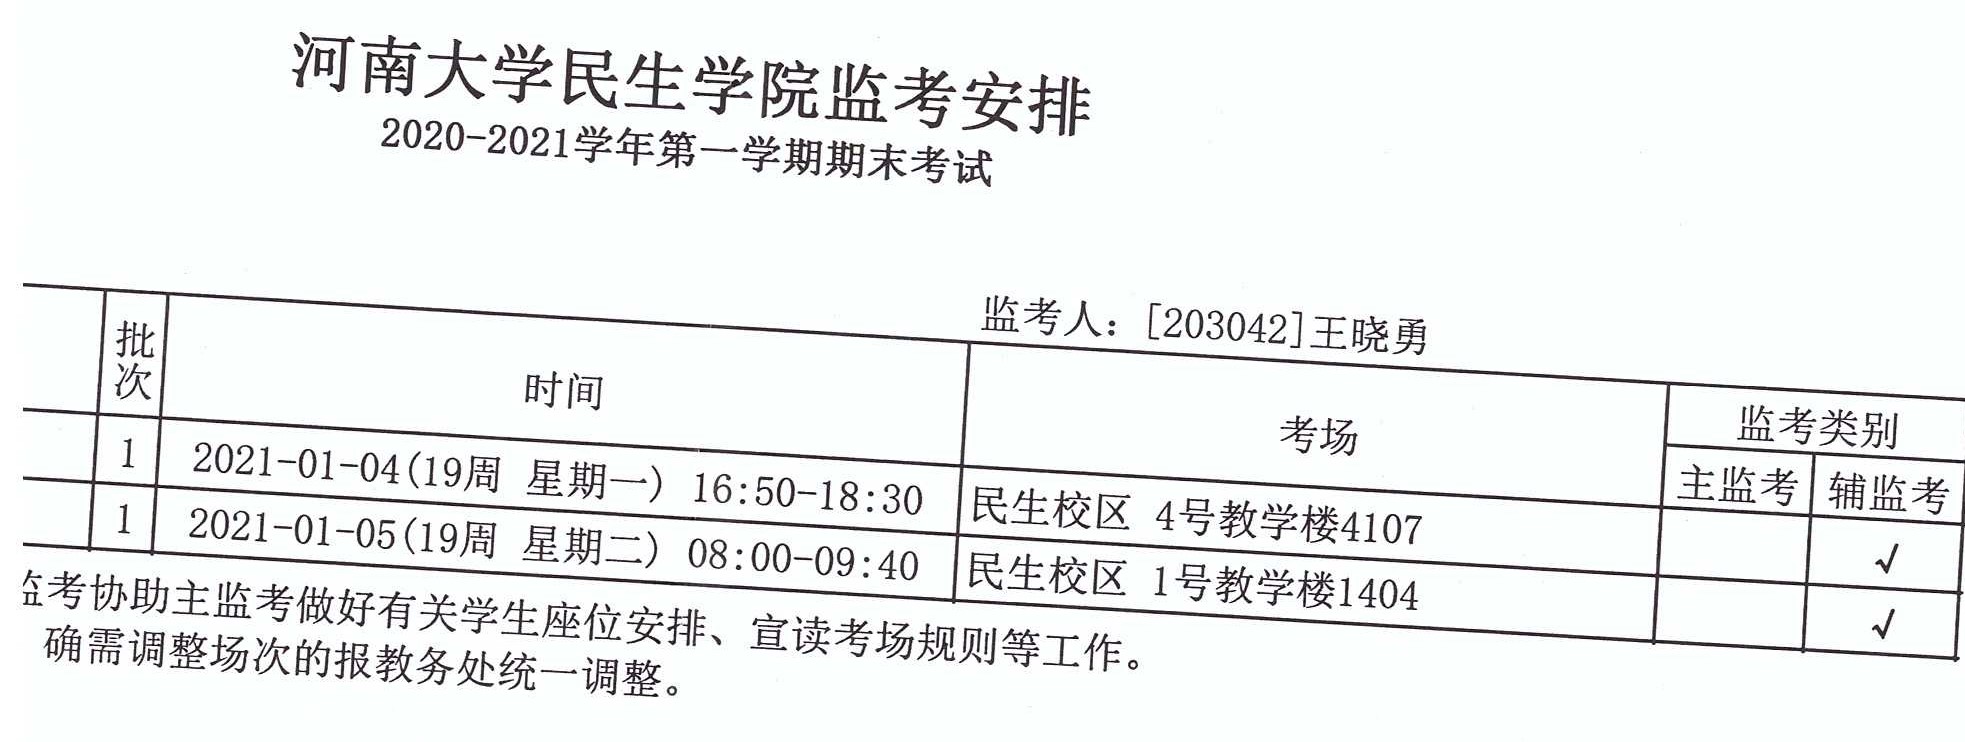 河南大学民生学院监考安排
2020-2021学年第一学期期末考试
监考人：[203042]王晓勇
批次 时间 考场 监考类别
主监考 辅监考
1 2021-01-04(19周 星期一) 16:50-18:30 民生校区 4号教学楼4107 √
1 2021-01-05(19周 星期二) 08:00-09:40 民生校区 1号教学楼1404 √
监考协助主监考做好有关学生座位安排、宣读考场规则等工作。
确需调整场次的报教务处统一调整。